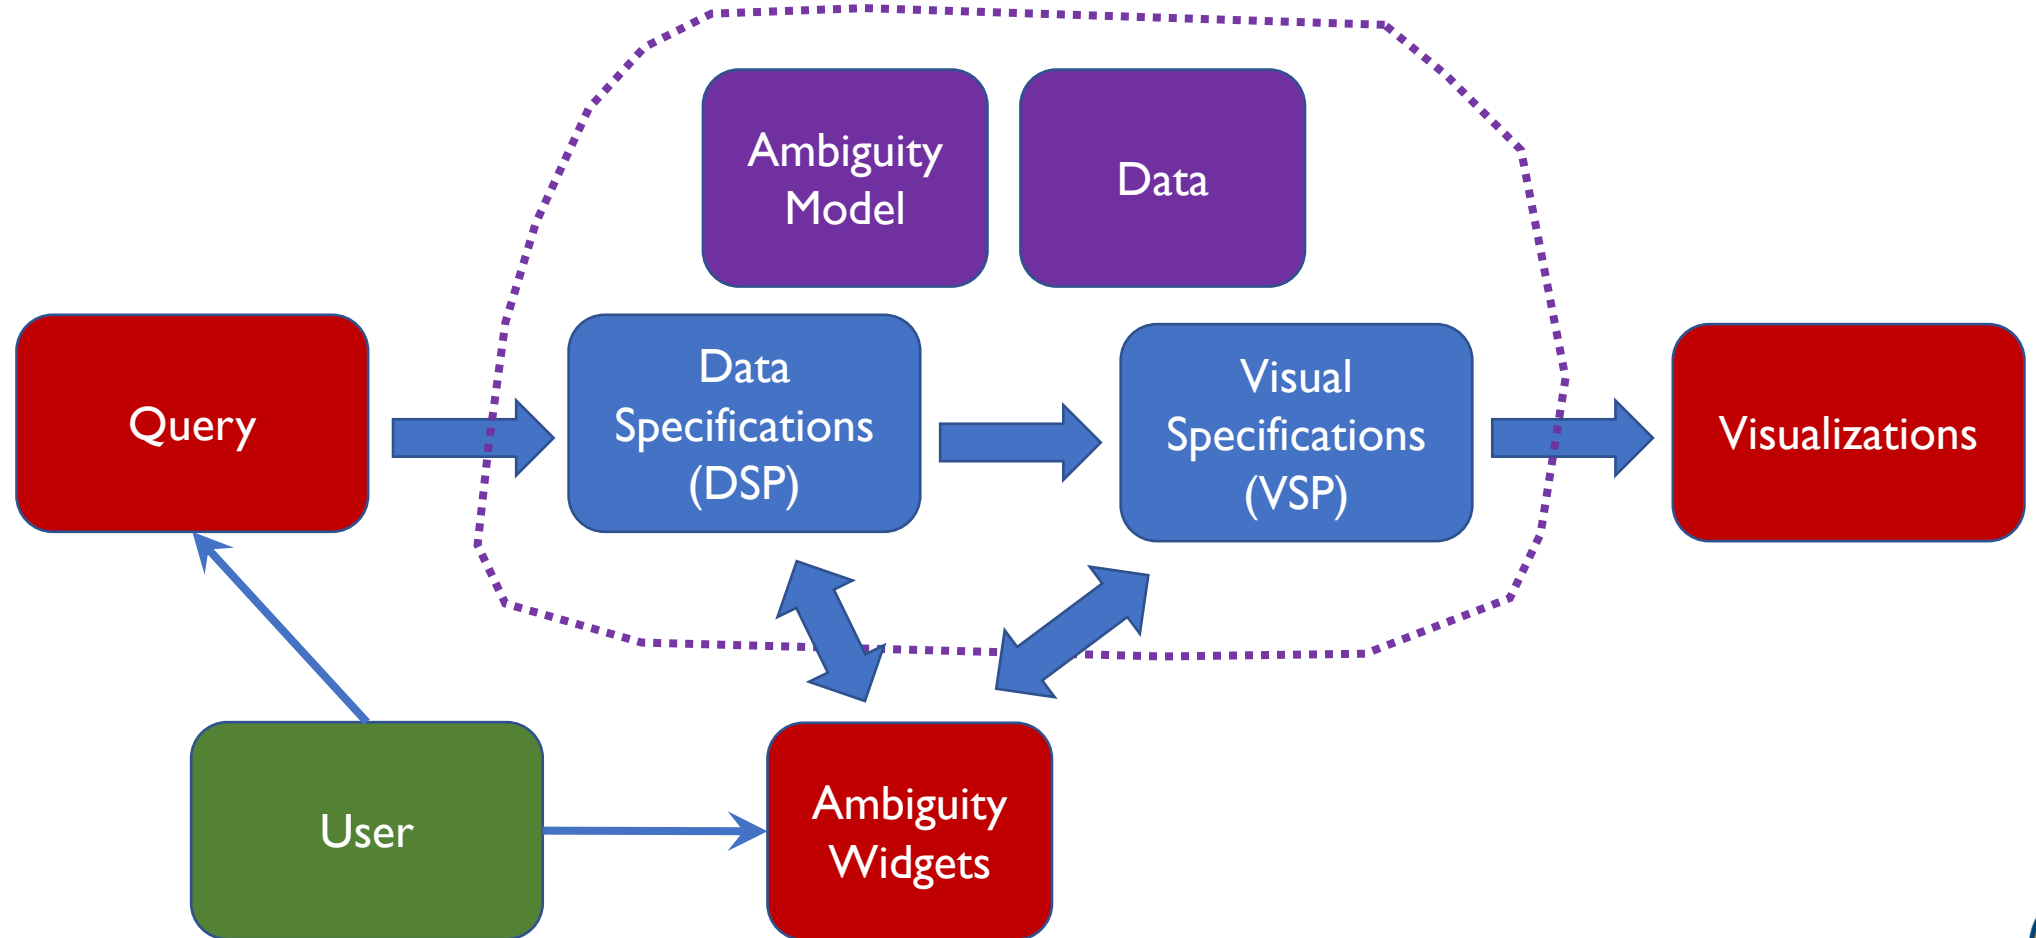 Ambiguity
Model
Data
Query
Data
Specifications
(DSP)
Visual
Specifications
(VSP)
Visualizations
User
Ambiguity
Widgets